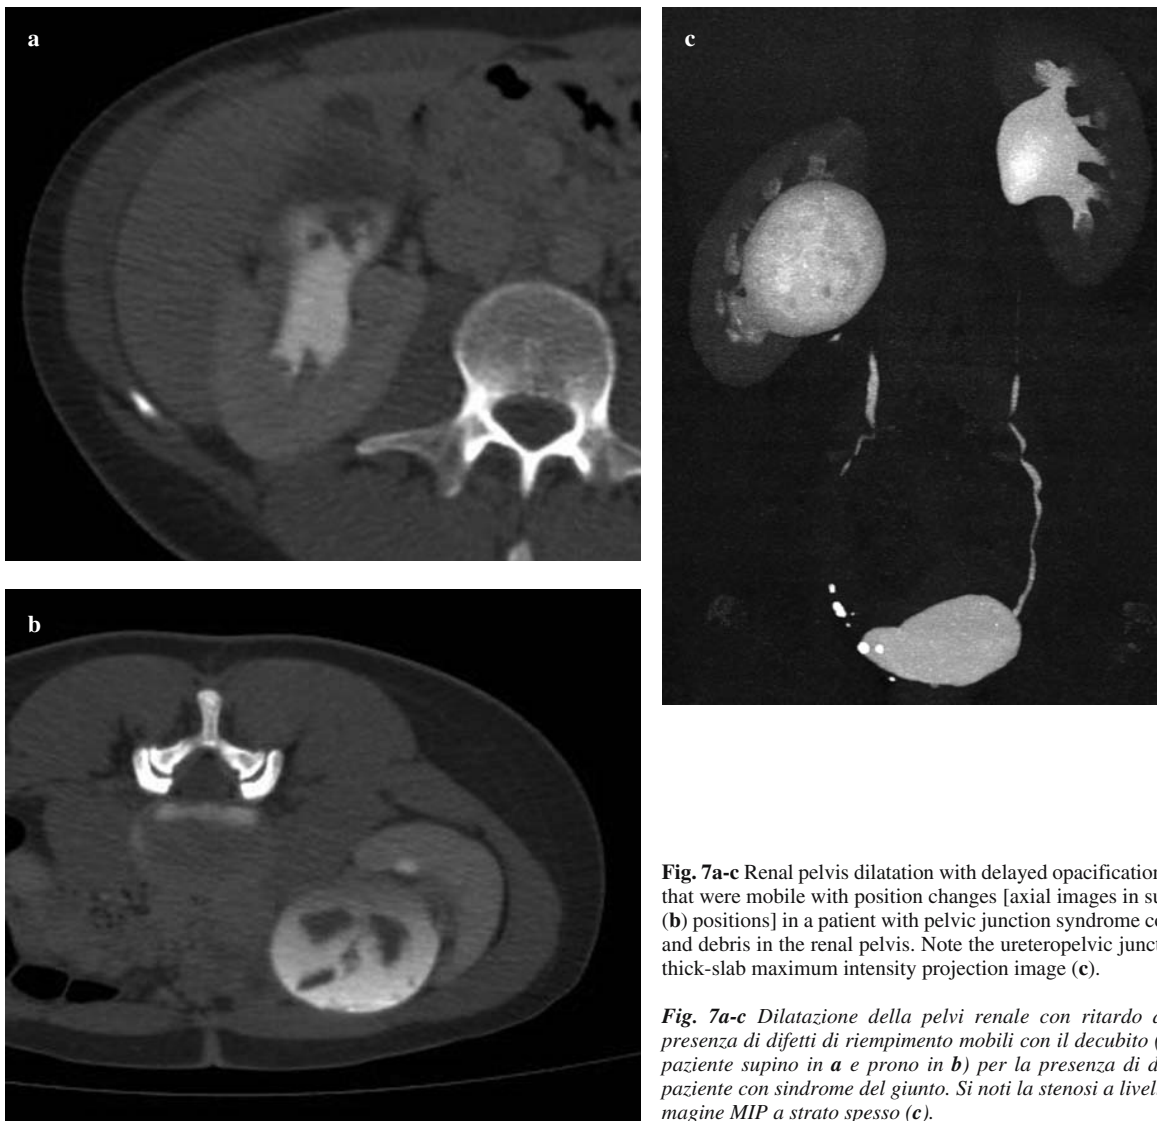 a
c
b
Fig. 7a-c Renal pelvis dilatation with delayed opacification
that were mobile with position changes [axial images in su
(b) positions] in a patient with pelvic junction syndrome co
and debris in the renal pelvis. Note the ureteropelvic junct
thick-slab maximum intensity projection image (c).
Fig. 7a-c Dilatazione della pelvi renale con ritardo d
presenza di difetti di riempimento mobili con il decubito (
paziente supino in a e prono in b) per la presenza di d
paziente con sindrome del giunto. Si noti la stenosi a livell
magine MIP a strato spesso (c).